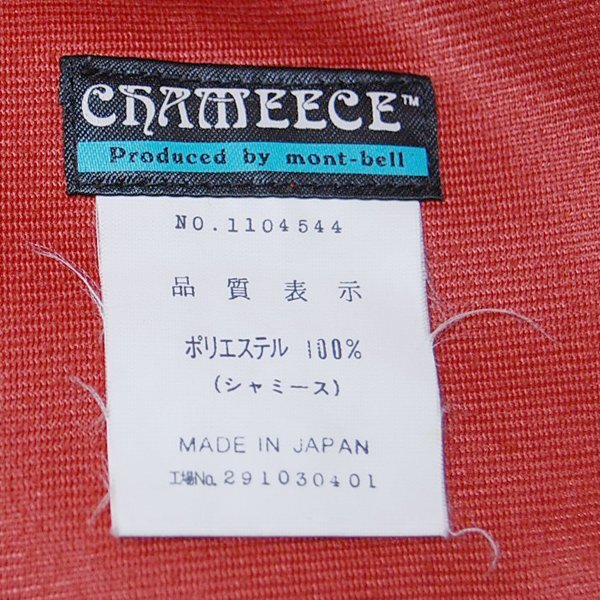 CHAMEECE™
Produced by mont-bell
NO.1104544
品質表示
ポリエステル 100%
(シャミース)
MADE IN JAPAN
工場No.291030401